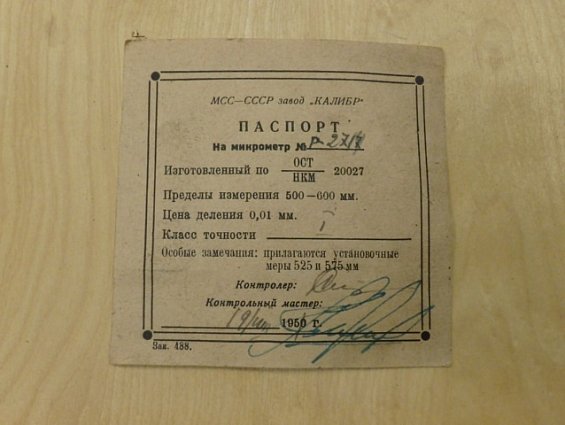 МСС—СССР завод „КАЛИБР"
ПАСПОРТ
На микрометр №
Изготовленный по ОСТ/НКМ 20027
Пределы измерения 500—600 мм.
Цена деления 0,01 мм.
Класс точности I
Особые замечания: прилагаются установочные
меры 525 и 575 мм
Контролер:
Контрольный мастер:
1950 г.
Зак. 488.